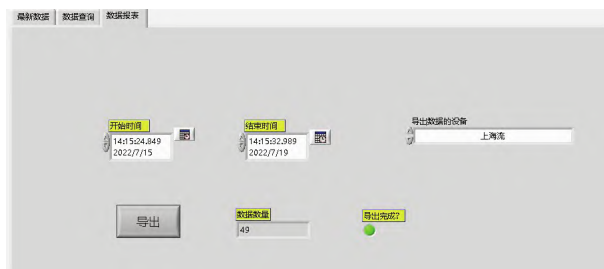 最新数据 数据查询 数据报表
开始时间 结束时间 导出数据的设备
14:15:24.849
2022/7/15
14:15:32.989
2022/7/19
上海流
导出 数据数量 导出完成?
49